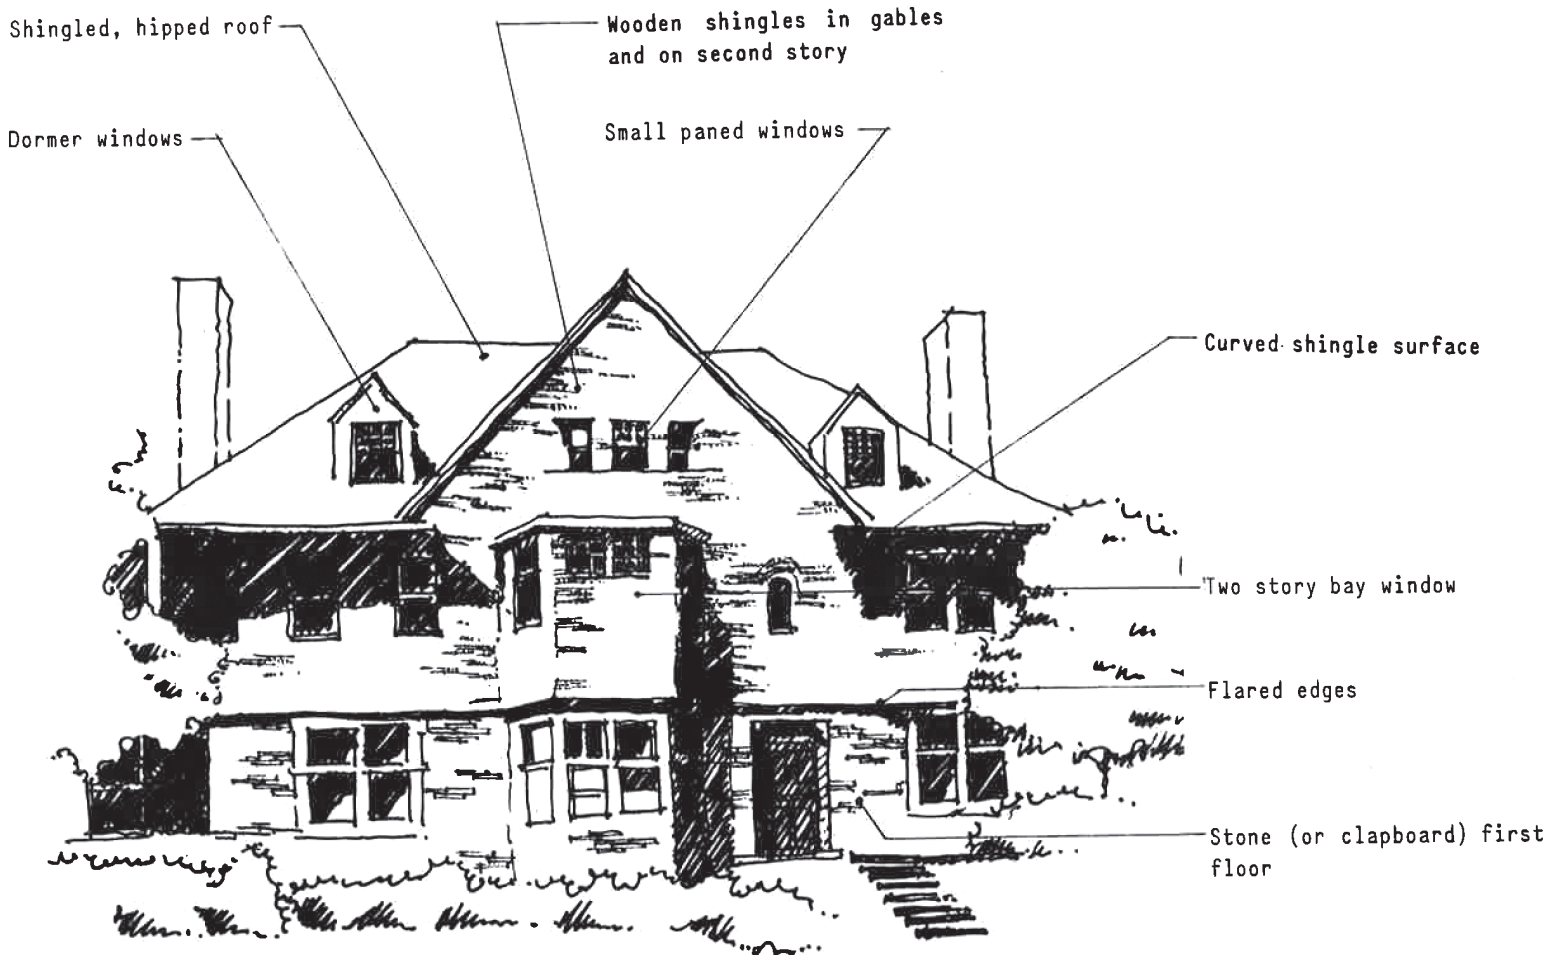 Shingled, hipped roof
Wooden shingles in gables
and on second story
Dormer windows
Small paned windows
Curved shingle surface
Two story bay window
Flared edges
Stone (or clapboard) first
floor